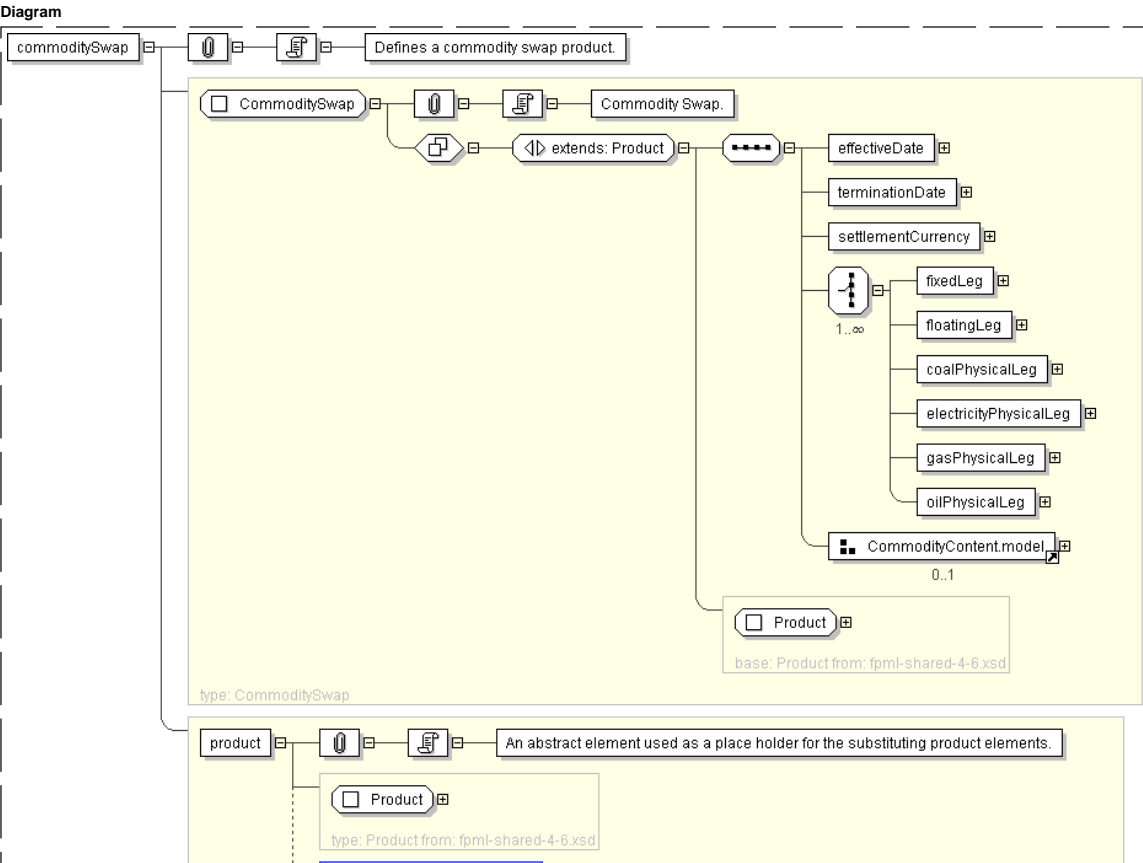 Diagram
commoditySwap
Defines a commodity swap product.
CommoditySwap
Commodity Swap.
extends: Product
effectiveDate
terminationDate
settlementCurrency
fixedLeg
1..∞
floatingLeg
coalPhysicalLeg
electricityPhysicalLeg
gasPhysicalLeg
oilPhysicalLeg
CommodityContent.model
0..1
Product
base: Product from: fpml-shared-4-6.xsd
type: CommoditySwap
product
An abstract element used as a place holder for the substituting product elements.
Product
type: Product from: fpml-shared-4-6.xsd